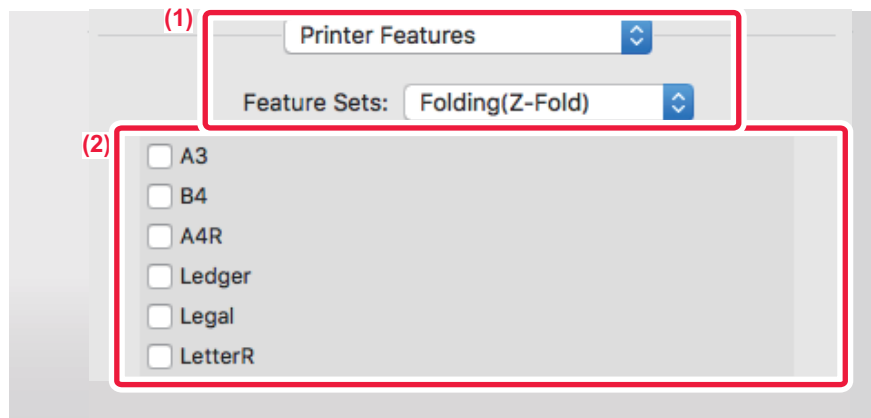 (1)
Printer Features
Feature Sets: Folding(Z-Fold)
(2)
A3
B4
A4R
Ledger
Legal
LetterR